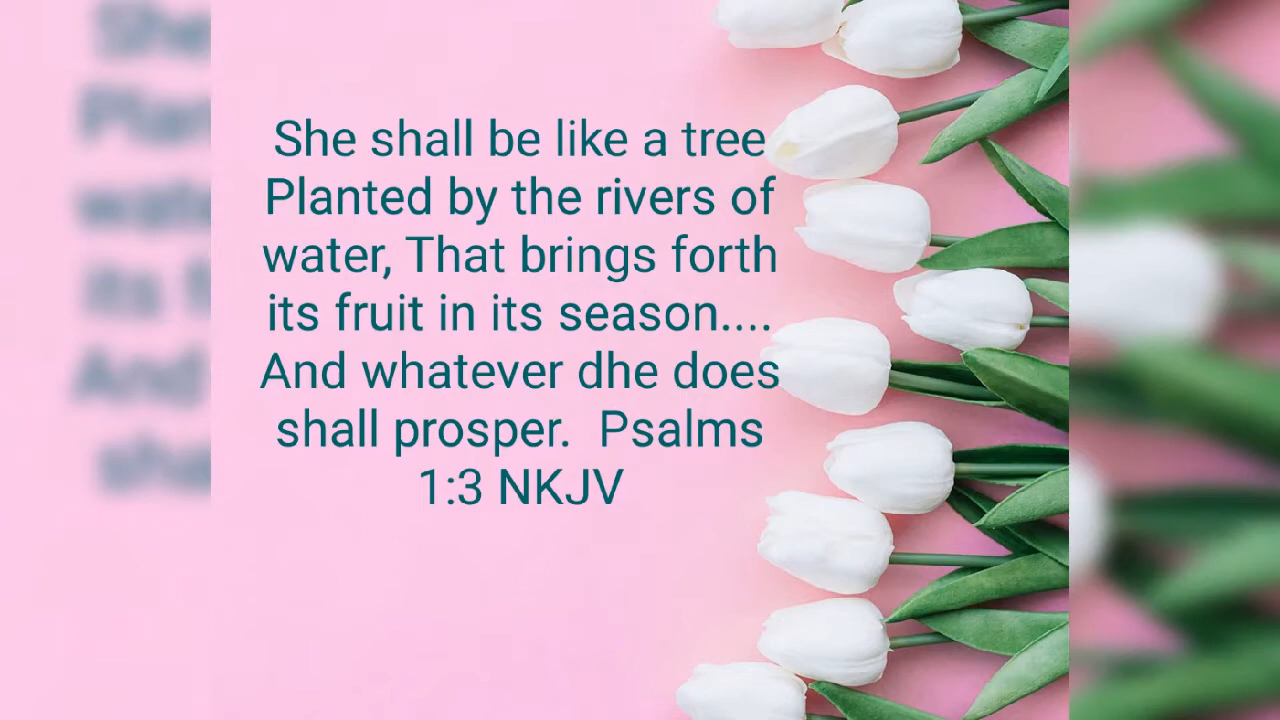 She shall be like a tree
Planted by the rivers of
water, That brings forth
its fruit in its season....
And whatever dhe does
shall prosper.  Psalms
1:3 NKJV